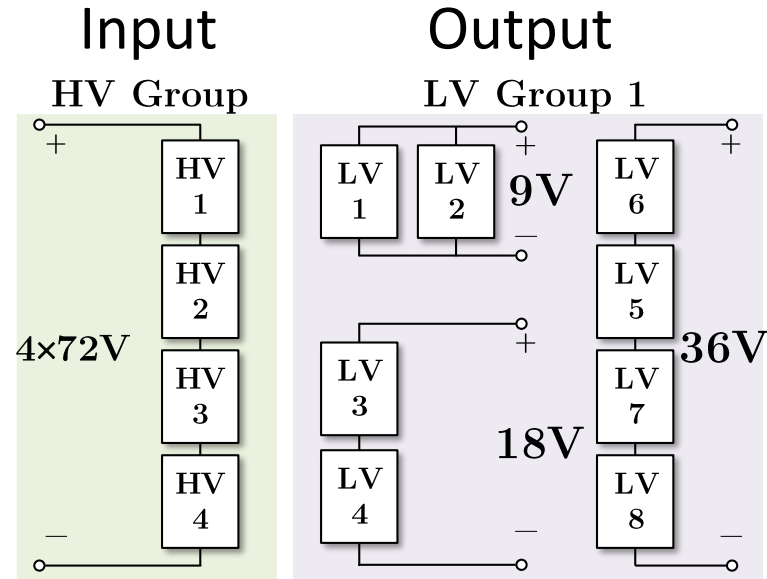 Input
Output
HV Group
LV Group 1
+
HV
1
HV
2
4×72V
HV
3
HV
4
−
LV
1
LV
2
+
9V
−
+
LV
3
18V
LV
4
−
+
LV
6
LV
5
36V
LV
7
LV
8
−